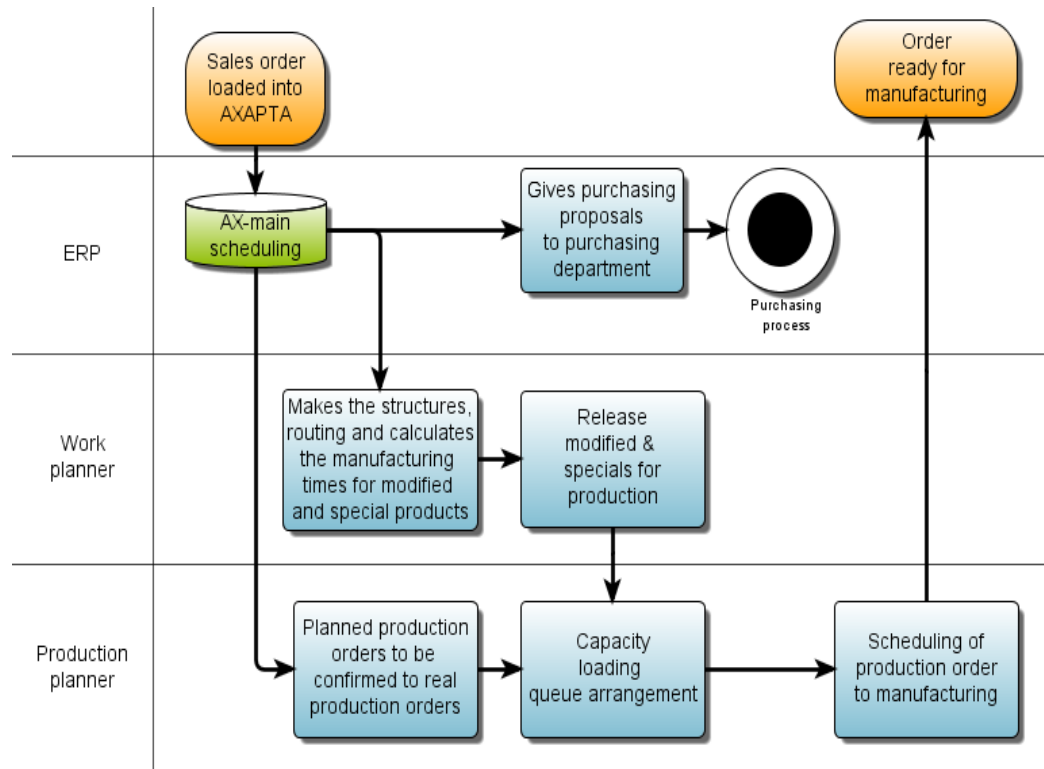 Sales order
loaded into
AXAPTA
Order
ready for
manufacturing
ERP
AX-main
scheduling
Gives purchasing
proposals
to purchasing
department
Purchasing
process
Work
planner
Makes the structures,
routing and calculates
the manufacturing
times for modified
and special products
Release
modified &
specials for
production
Production
planner
Planned production
orders to be
confirmed to real
production orders
Capacity
loading
queue arrangement
Scheduling of
production order
to manufacturing